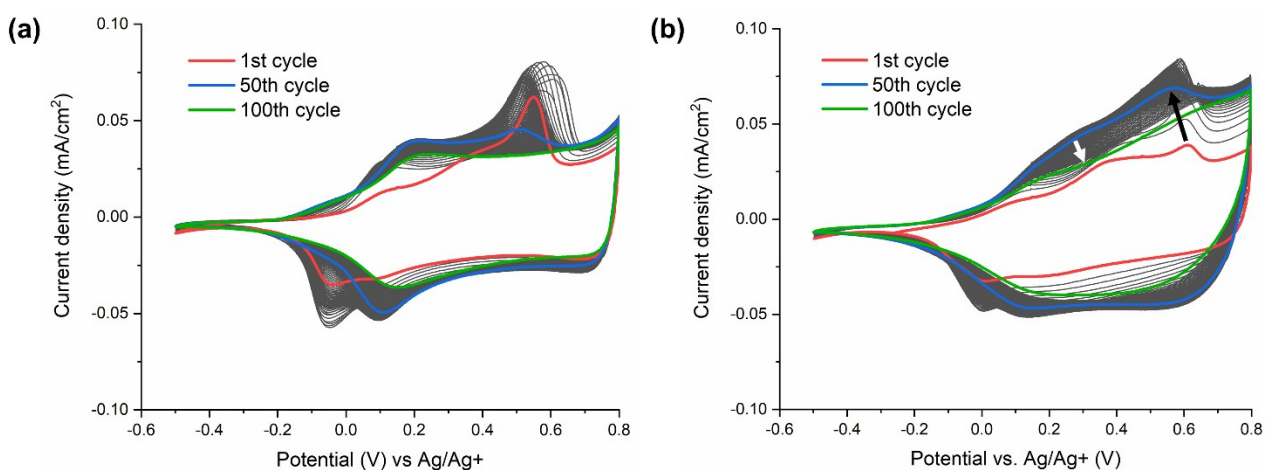 (a)
0.10
0.05
0.00
-0.05
-0.10
Current density (mA/cm²)
1st cycle
50th cycle
100th cycle
-0.6 -0.4 -0.2 0.0 0.2 0.4 0.6 0.8
Potential (V) vs Ag/Ag+
(b)
0.10
0.05
0.00
-0.05
-0.10
Current density (mA/cm²)
1st cycle
50th cycle
100th cycle
-0.6 -0.4 -0.2 0.0 0.2 0.4 0.6 0.8
Potential vs. Ag/Ag+ (V)